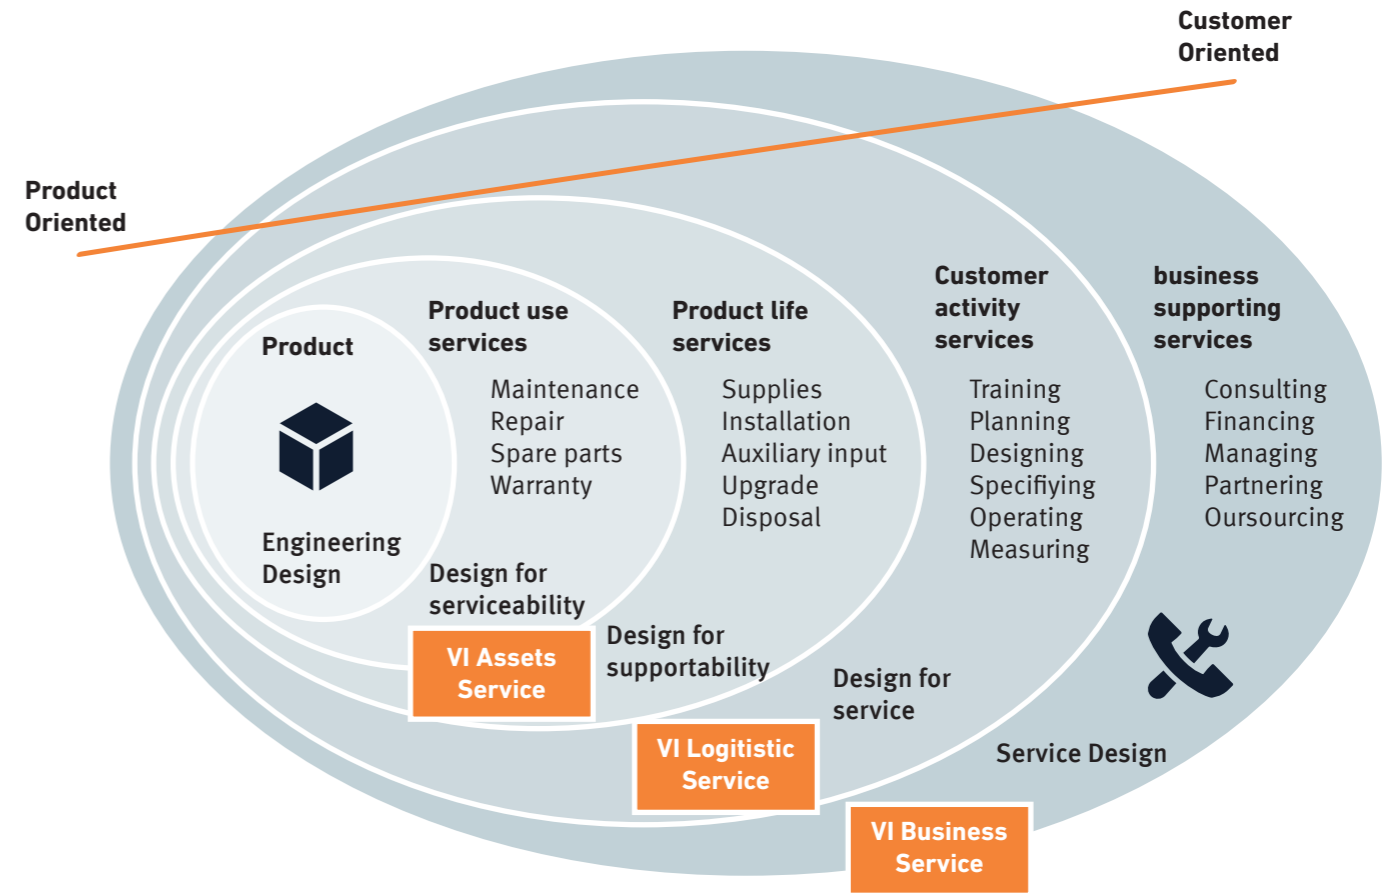 Customer
Oriented
Product
Oriented
Product
Engineering
Design
Product use
services
Maintenance
Repair
Spare parts
Warranty
Design for
serviceability
VI Assets
Service
Product life
services
Supplies
Installation
Auxiliary input
Upgrade
Disposal
Design for
supportability
VI Logitistic
Service
Customer
activity
services
Training
Planning
Designing
Specifiying
Operating
Measuring
Design for
service
VI Business
Service
business
supporting
services
Consulting
Financing
Managing
Partnering
Oursourcing
Service Design